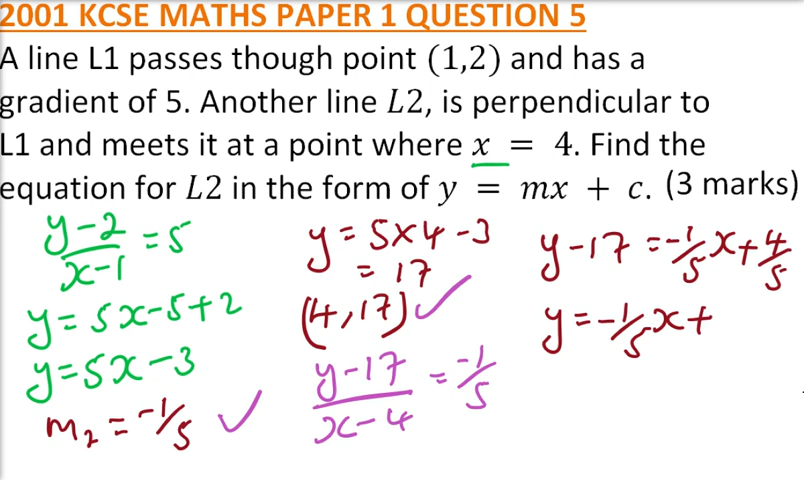 2001 KCSE MATHS PAPER 1 QUESTION 5
A line L1 passes though point (1,2) and has a
gradient of 5. Another line L2, is perpendicular to
L1 and meets it at a point where x = 4. Find the
equation for L2 in the form of y = mx + c. (3 marks)
y-2/x-1 = 5
y = 5x-5+2
y=5x-3
m₂ = -1/5 ✓
y = 5×4-3
= 17
(4,17) ✓
y-17/x-4 = -1/5
y-17 = -1/5x+4/5
y=-1/5x+